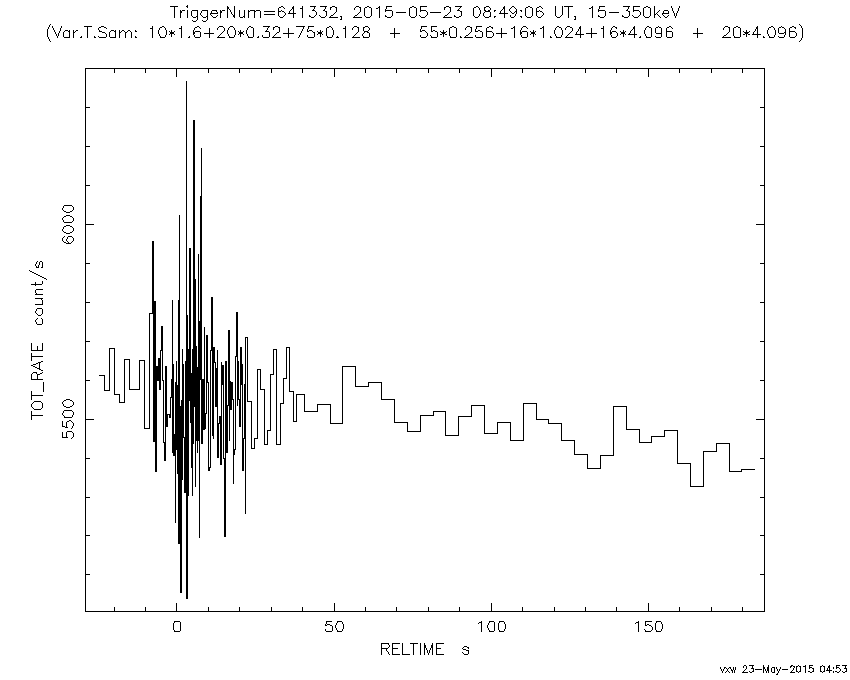 TriggerNum=641332, 2015-05-23 08:49:06 UT, 15-350keV
(Var.T.Sam: 10*1.6+20*0.32+75*0.128 + 55*0.256+16*1.024+16*4.096 + 20*4.096)
6000
5500
TOT_RATE count/s
0 50 100 150
RELTIME s
vxw 23-May-2015 04:53